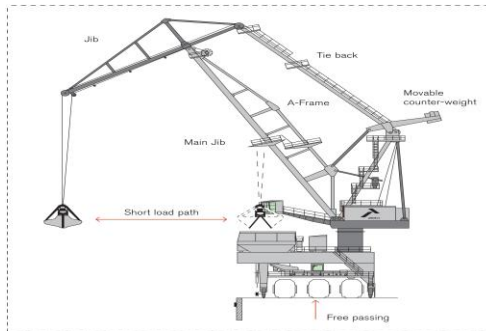 Jib
Tie back
Movable
counter-weight
A-Frame
Main Jib
Short load path
Free passing